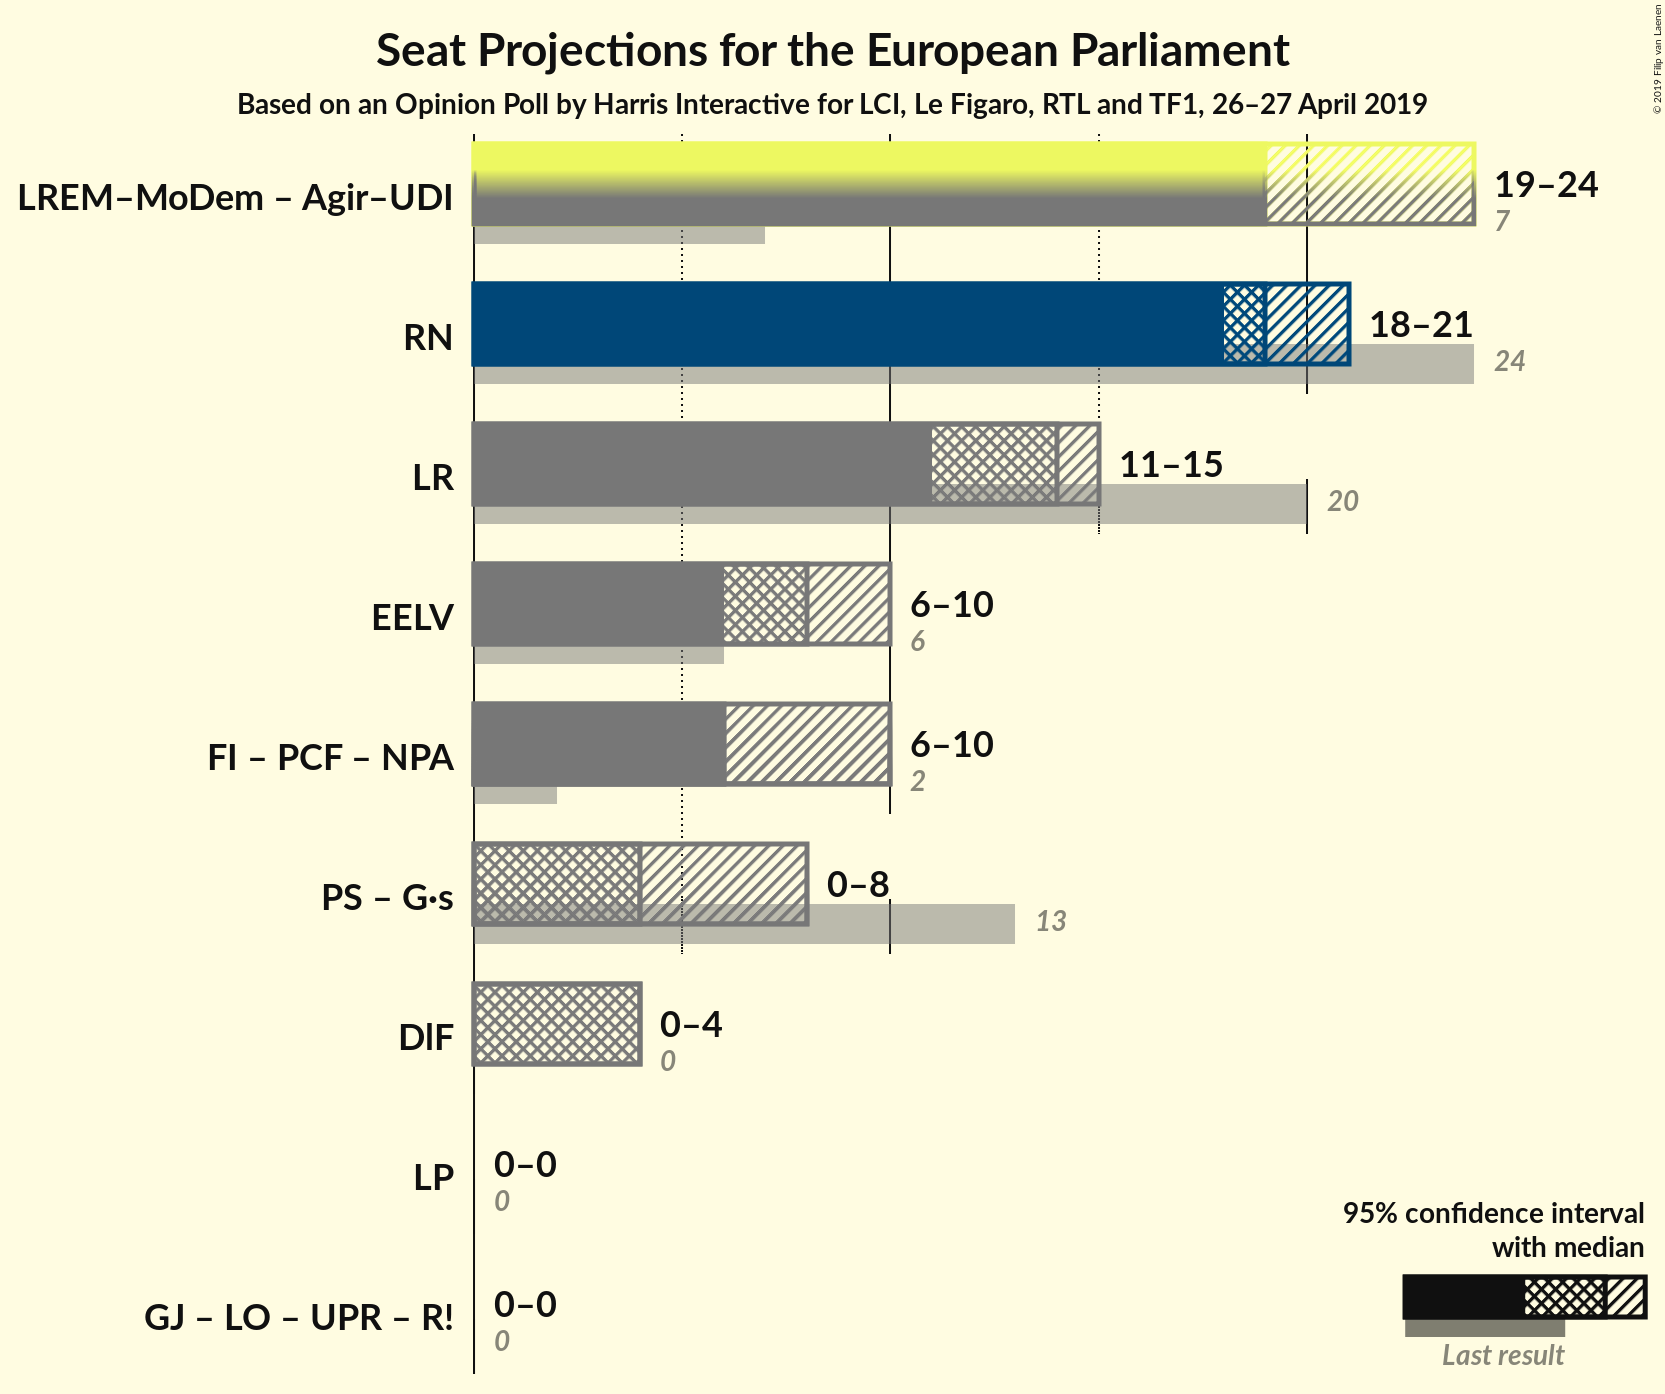 Seat Projections for the European Parliament
Based on an Opinion Poll by Harris Interactive for LCI, Le Figaro, RTL and TF1, 26–27 April 2019
© 2019 Filip van Laenen
LREM–MoDem – Agir–UDI
19–24
7
RN
18–21
24
LR
11–15
20
EELV
6–10
6
FI – PCF – NPA
6–10
2
PS – G·s
0–8
13
DlF
0–4
0
LP
0–0
0
GJ – LO – UPR – R!
0–0
0
95% confidence interval
with median
Last result